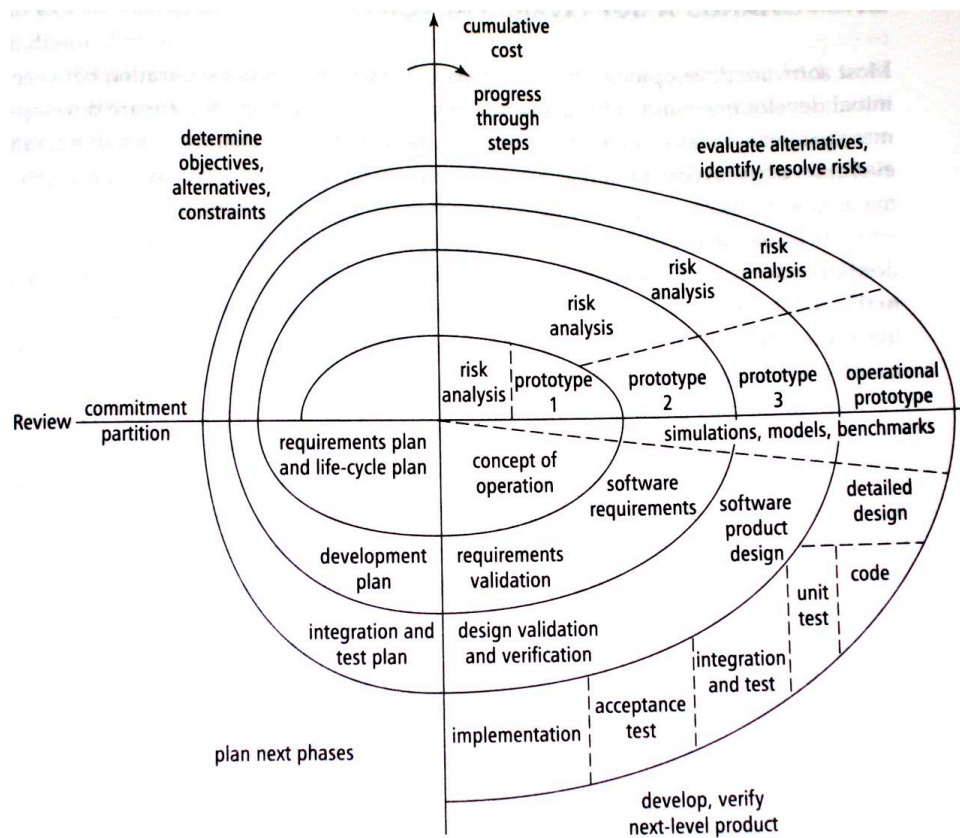 cumulative
cost
progress
through
steps
determine
objectives,
alternatives,
constraints
evaluate alternatives,
identify, resolve risks
risk
analysis
risk
analysis
risk
analysis
risk
analysis
prototype
1
prototype
2
prototype
3
operational
prototype
Review
commitment
partition
simulations, models, benchmarks
requirements plan
and life-cycle plan
concept of
operation
software
requirements
software
product
design
detailed
design
development
plan
requirements
validation
code
unit
test
integration and
test plan
design validation
and verification
integration
and test
acceptance
test
implementation
plan next phases
develop, verify
next-level product